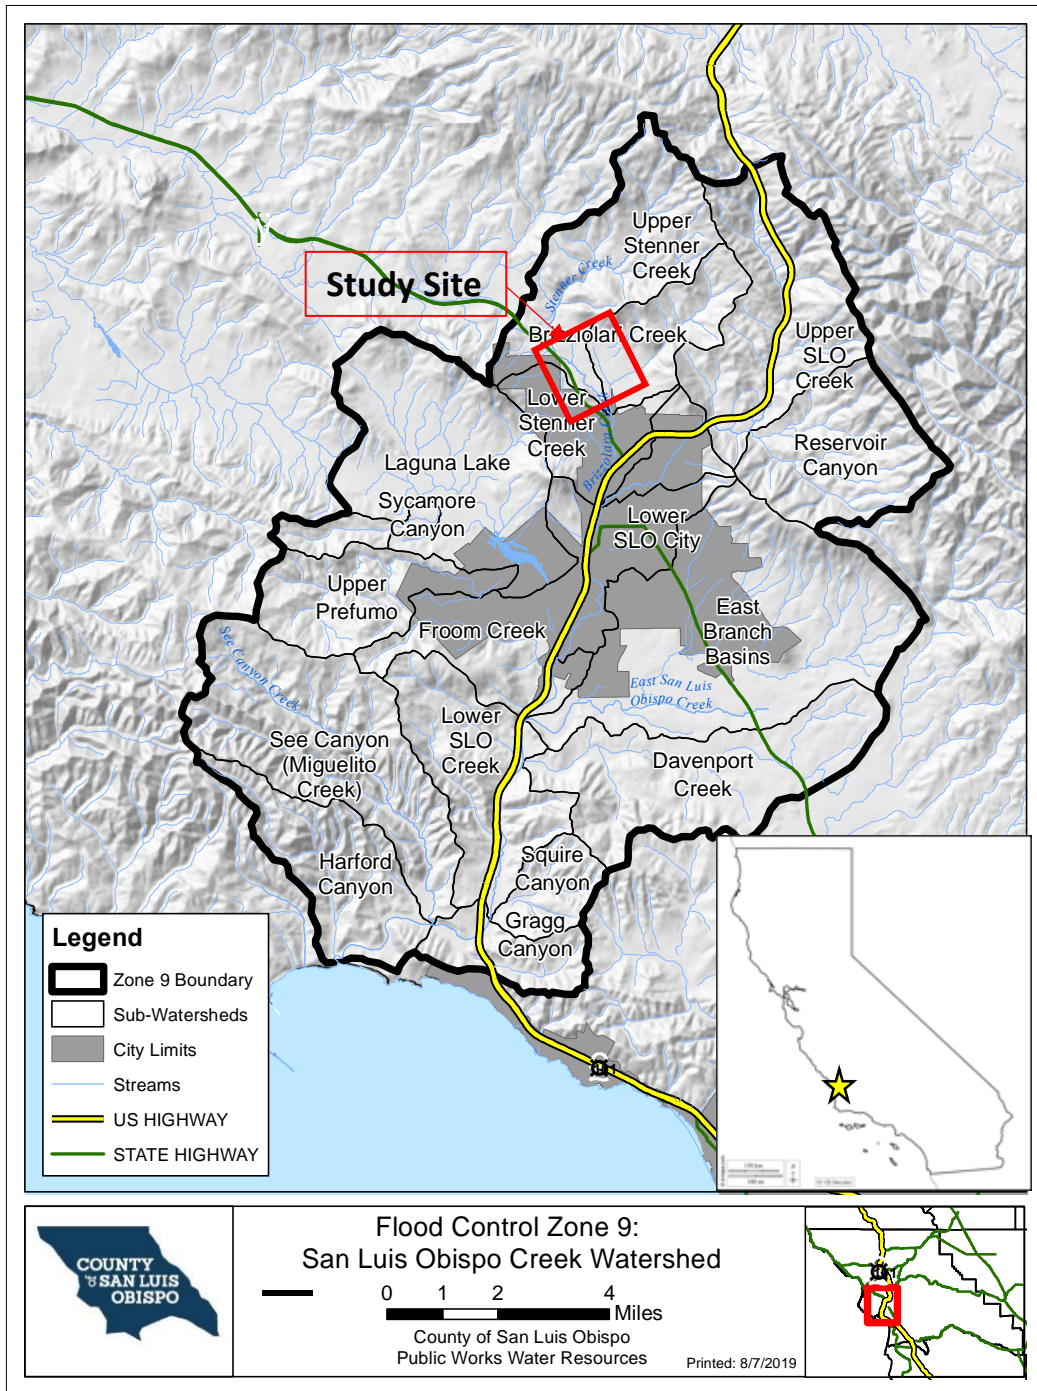 Upper
Stenner
Creek
Stenner Creek
Study Site
Brizziolari Creek
Upper
SLO
Creek
Lower
Stenner
Creek
Brizzolara Creek
Reservoir
Canyon
Laguna Lake
Sycamore
Canyon
Lower
SLO City
Upper
Prefumo
Froom Creek
East
Branch
Basins
See Canyon Creek
East San Luis
Obispo Creek
See Canyon
(Miguelito
Creek)
Lower
SLO
Creek
Davenport
Creek
Harford
Canyon
Squire
Canyon
Gragg
Canyon
Legend
Zone 9 Boundary
Sub-Watersheds
City Limits
Streams
US HIGHWAY
STATE HIGHWAY
COUNTY
OF SAN LUIS
OBISPO
Flood Control Zone 9:
San Luis Obispo Creek Watershed
0 1 2 4
Miles
County of San Luis Obispo
Public Works Water Resources
Printed: 8/7/2019